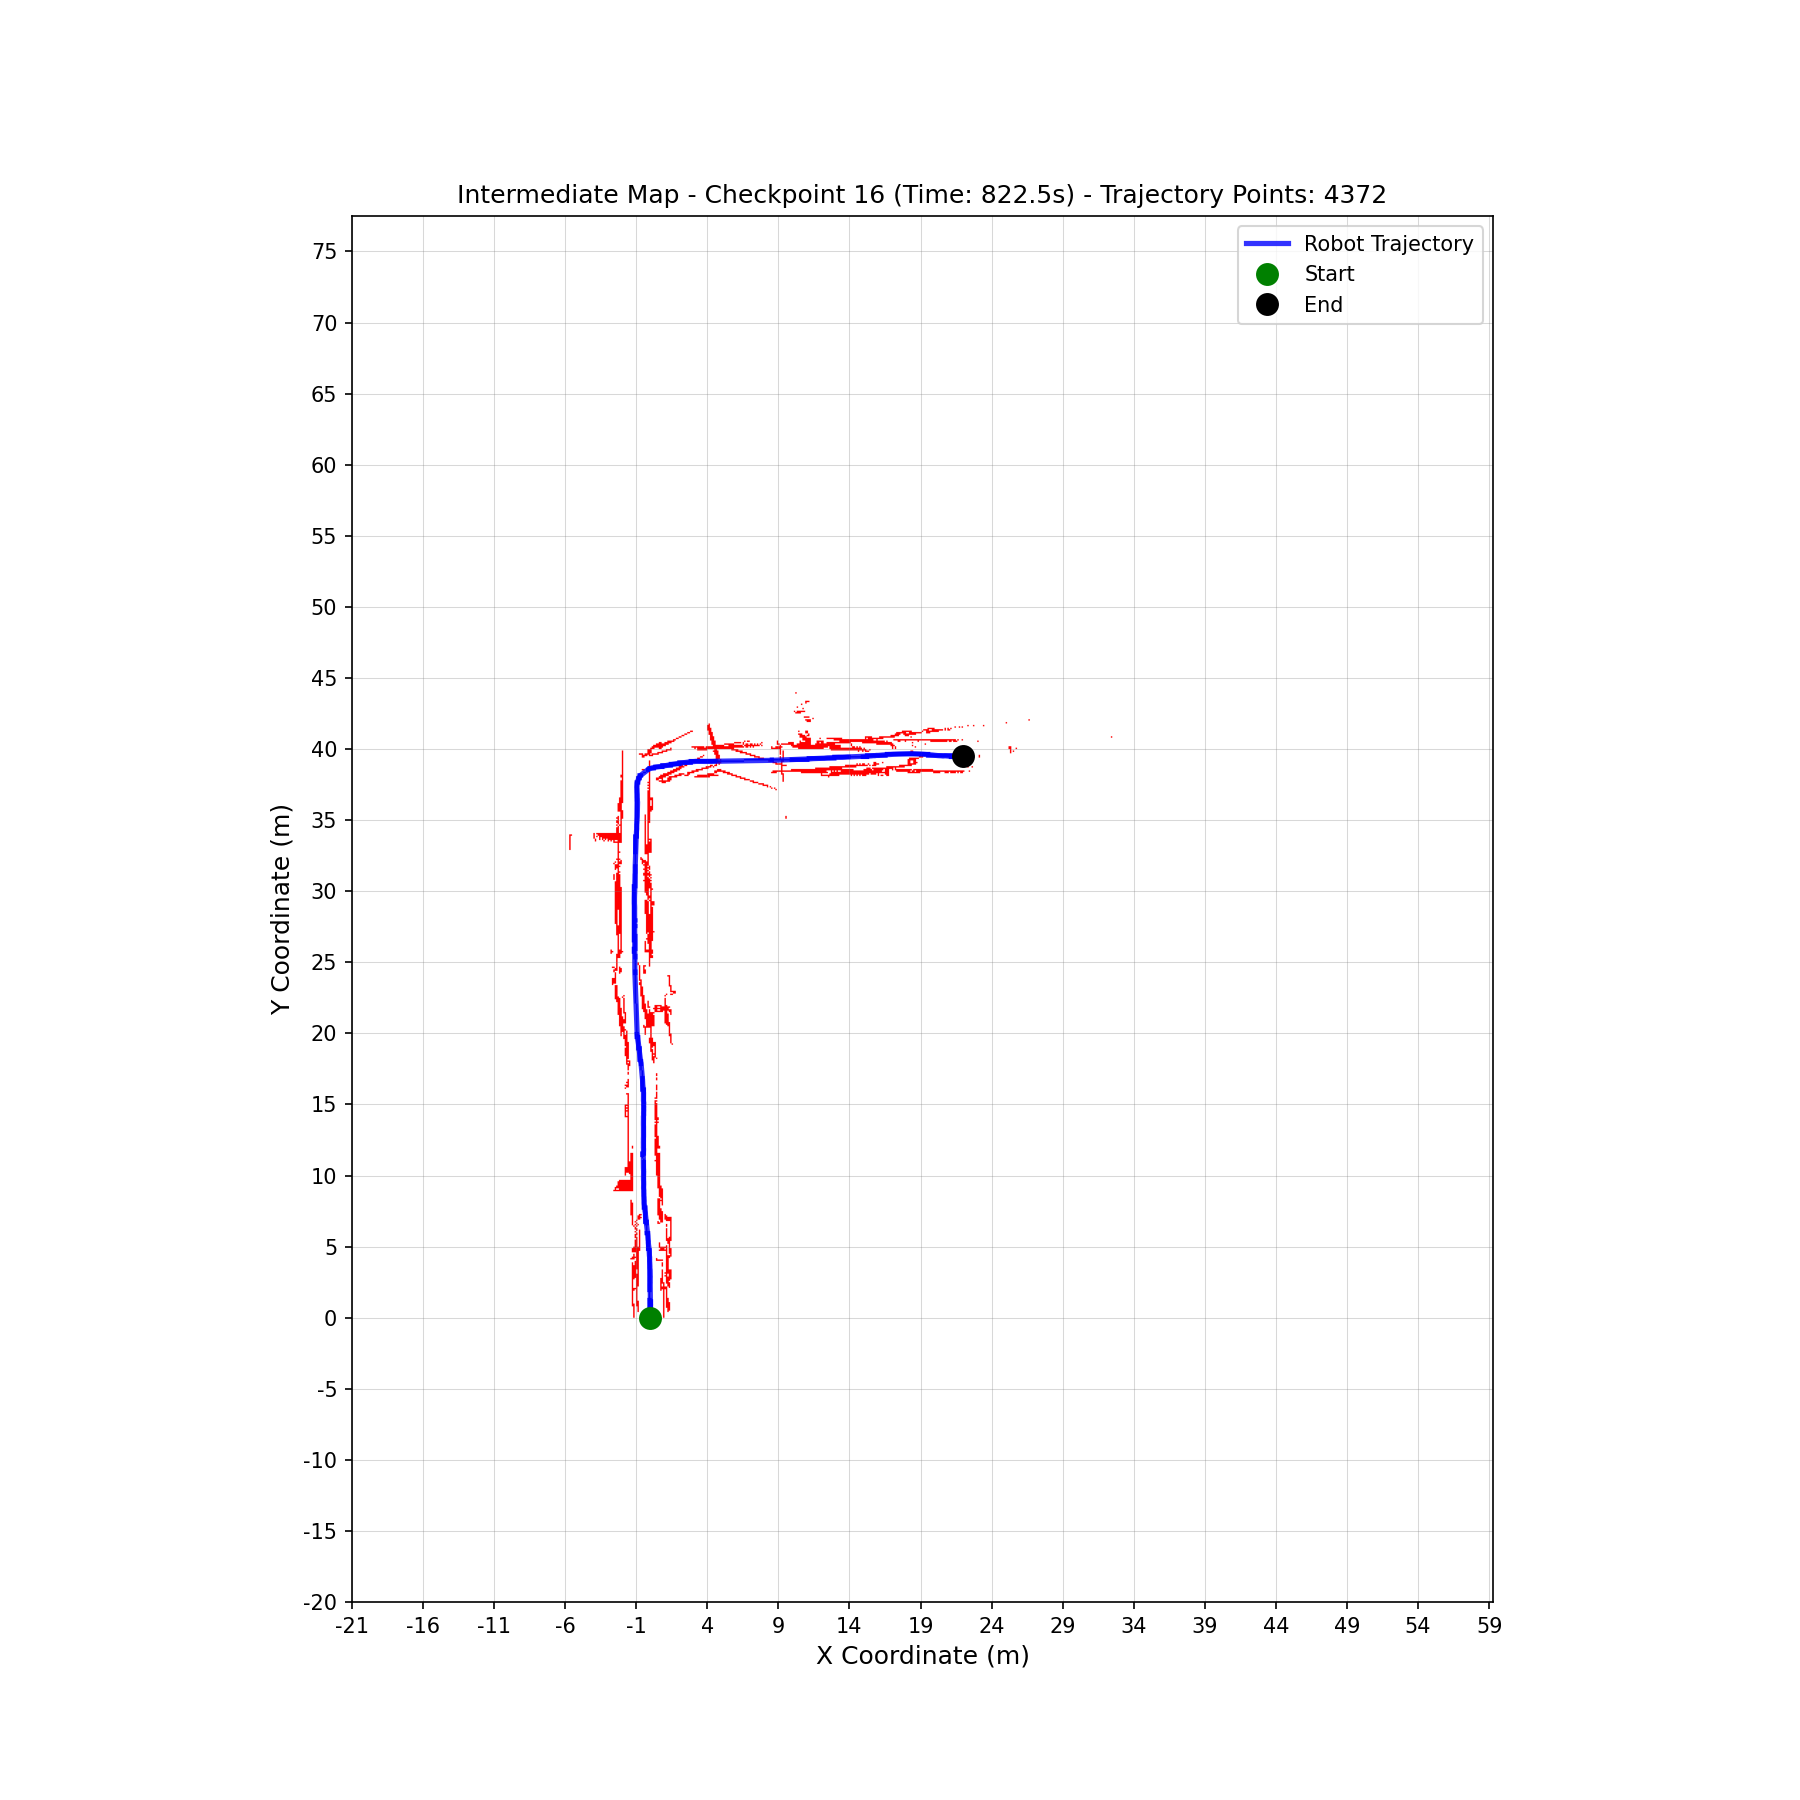 Intermediate Map - Checkpoint 16 (Time: 822.5s) - Trajectory Points: 4372
Robot Trajectory
Start
End
Y Coordinate (m)
75
70
65
60
55
50
45
40
35
30
25
20
15
10
5
0
-5
-10
-15
-20
-21 -16 -11 -6 -1 4 9 14 19 24 29 34 39 44 49 54 59
X Coordinate (m)